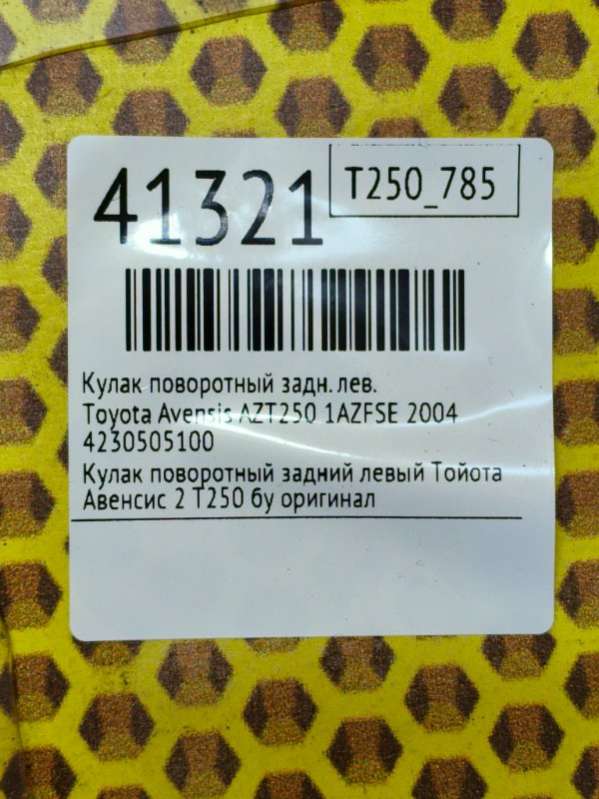 41321
T250_785
Кулак поворотный задн. лев.
Toyota Avensis AZT250 1AZFSE 2004
4230505100
Кулак поворотный задний левый Тойота
Авенсис 2 Т250 бу оригинал